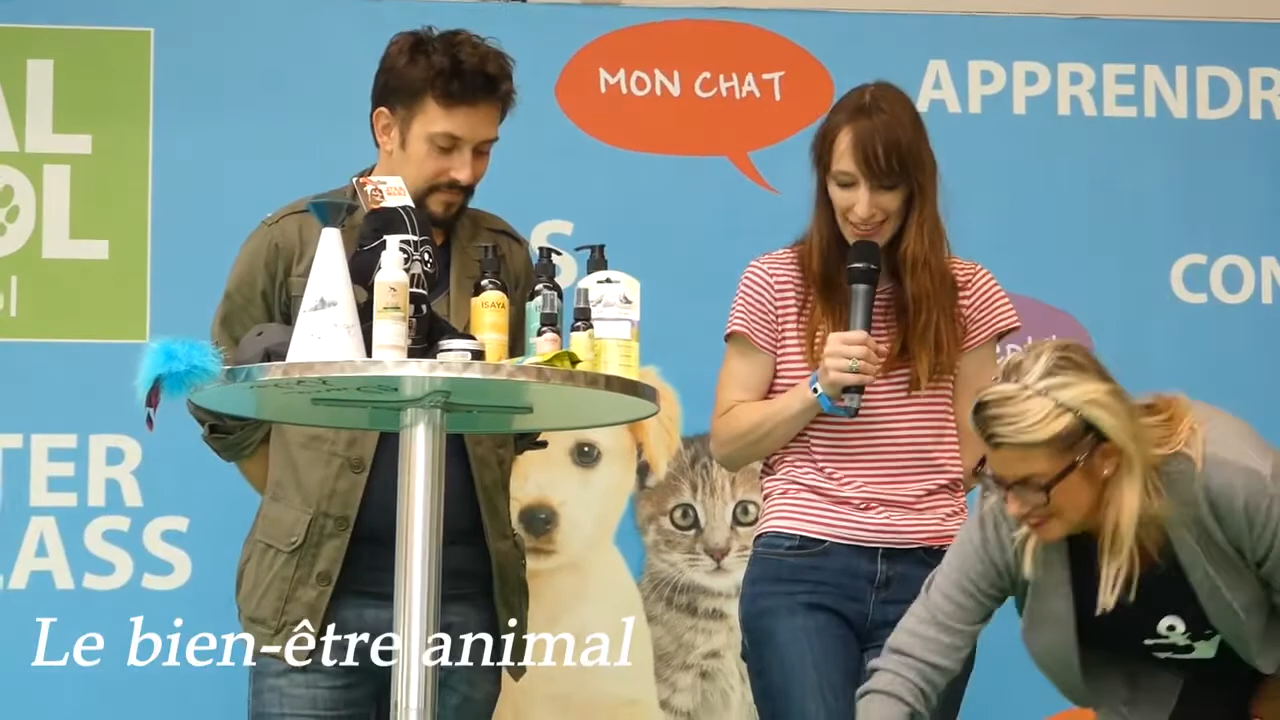 AL
OL
MON CHAT
APPRENDR
S
CON
ISAYA
TER
LASS
Le bien-être animal